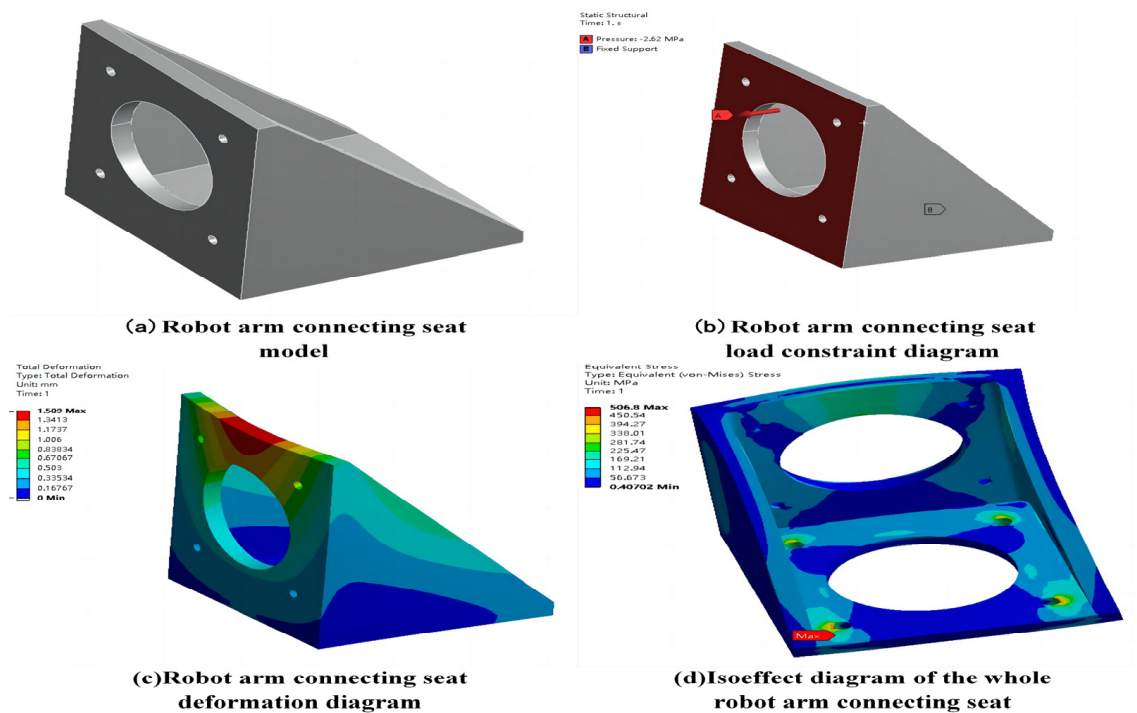 Static Structural
Time: 1. s
A Pressure: -2.62 MPa
B Fixed Support
A
B
(a) Robot arm connecting seat
model
(b) Robot arm connecting seat
load constraint diagram
Total Deformation
Type: Total Deformation
Unit: mm
Time: 1
1.509 Max
1.3413
1.1737
1.006
0.83834
0.67067
0.503
0.33534
0.16767
0 Min
Equivalent Stress
Type: Equivalent (von-Mises) Stress
Unit: MPa
Time: 1
506.8 Max
450.54
394.27
338.01
281.74
225.47
169.21
112.94
56.673
0.40702 Min
Max
(c)Robot arm connecting seat
deformation diagram
(d)Isoeffect diagram of the whole
robot arm connecting seat